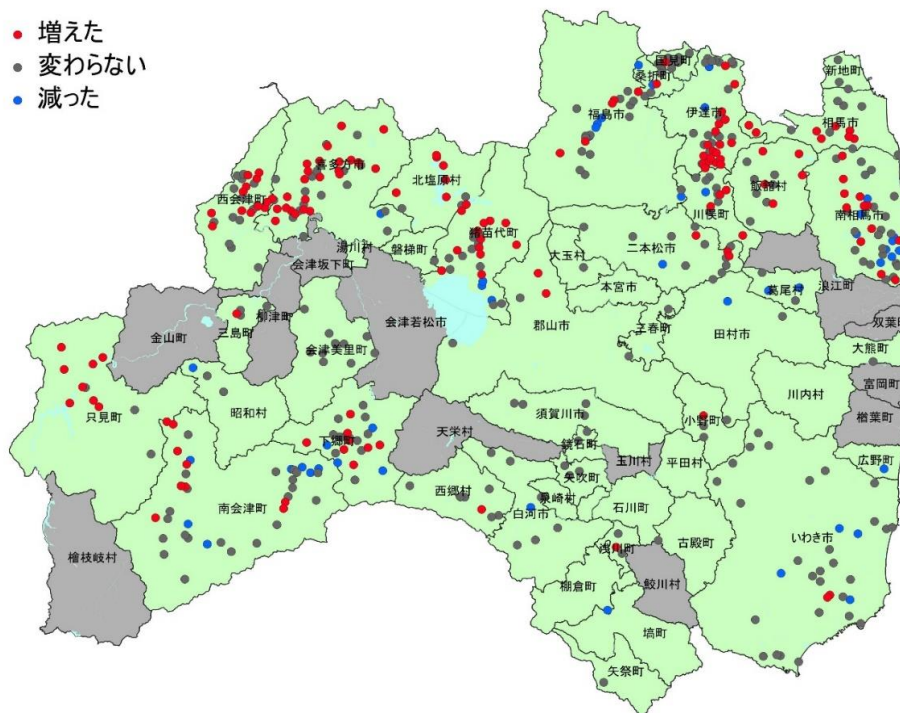 増えた
変わらない
減った
国見町
桑折町
新地町
福島市
伊達市
相馬市
喜多方市
北塩原村
西会津町
飯舘村
川俣町
南相馬市
猪苗代町
湯川村
磐梯町
大玉村
二本松市
会津坂下町
本宮市
葛尾村
浪江町
柳津町
三島町
金山町
会津若松市
郡山市
三春町
田村市
双葉町
大熊町
会津美里町
富岡町
川内村
只見町
昭和村
須賀川市
小野町
楢葉町
天栄村
下郷町
鏡石町
玉川村
平田村
広野町
矢吹町
西郷村
泉崎村
南会津町
白河市
石川町
古殿町
いわき市
浅川町
檜枝岐村
棚倉町
鮫川村
塙町
矢祭町